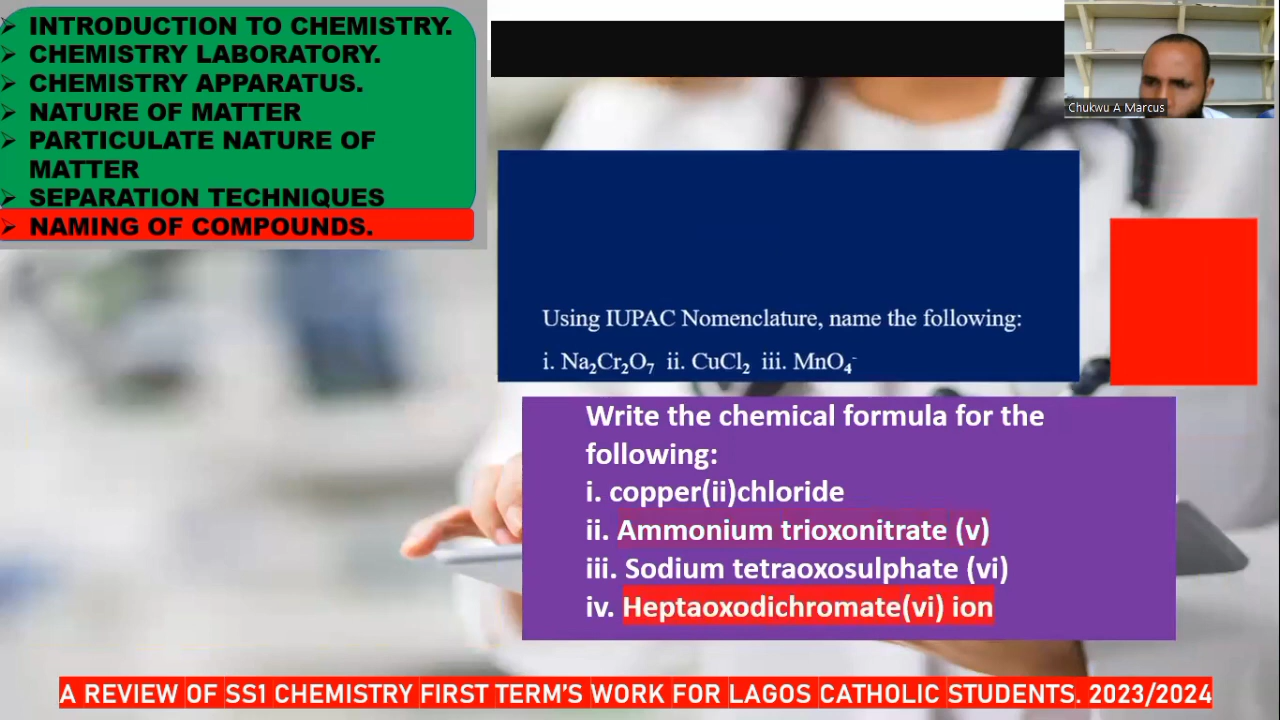 ➢ INTRODUCTION TO CHEMISTRY.
➢ CHEMISTRY LABORATORY.
➢ CHEMISTRY APPARATUS.
➢ NATURE OF MATTER
➢ PARTICULATE NATURE OF
MATTER
➢ SEPARATION TECHNIQUES
➢ NAMING OF COMPOUNDS.
Chukwu A Marcus
Using IUPAC Nomenclature, name the following:
i. Na₂Cr₂O₇ ii. CuCl₂ iii. MnO₄⁻
Write the chemical formula for the
following:
i. copper(ii)chloride
ii. Ammonium trioxonitrate (v)
iii. Sodium tetraoxosulphate (vi)
iv. Heptaoxodichromate(vi) ion
A REVIEW OF SS1 CHEMISTRY FIRST TERM'S WORK FOR LAGOS CATHOLIC STUDENTS. 2023/2024